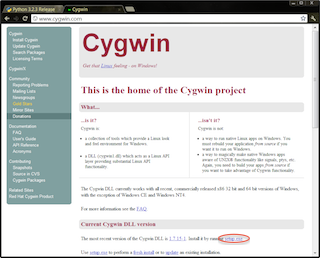 Python 3.2.3 Release
Cygwin
www.cygwin.com
Cygwin
Install Cygwin
Update Cygwin
Search Packages
Licensing Terms
Cygwin/X
Community
Reporting Problems
Mailing Lists
Newsgroups
Gold Stars
Mirror Sites
Donations
Documentation
FAQ
User's Guide
API Reference
Acronyms
Contributing
Snapshots
Source in CVS
Cygwin Packages
Related Sites
Red Hat Cygwin Product
Cygwin
Get that Linux feeling - on Windows!
This is the home of the Cygwin project
What...
...is it?
Cygwin is:
a collection of tools which provide a Linux look
and feel environment for Windows.
a DLL (cygwin1.dll) which acts as a Linux API
layer providing substantial Linux API
functionality.
...isn't it?
Cygwin is not:
a way to run native Linux apps on Windows. You
must rebuild your application from source if you
want it to run on Windows.
a way to magically make native Windows apps
aware of UNIX® functionality like signals, ptys, etc.
Again, you need to build your apps from source if
you want to take advantage of Cygwin functionality.
The Cygwin DLL currently works with all recent, commercially released x86 32 bit and 64 bit versions of Windows,
with the exception of Windows CE and Windows NT4.
For more information see the FAQ.
Current Cygwin DLL version
The most recent version of the Cygwin DLL is 1.7.15-1. Install it by running setup.exe.
Use setup.exe to perform a fresh install or to update an existing installation.